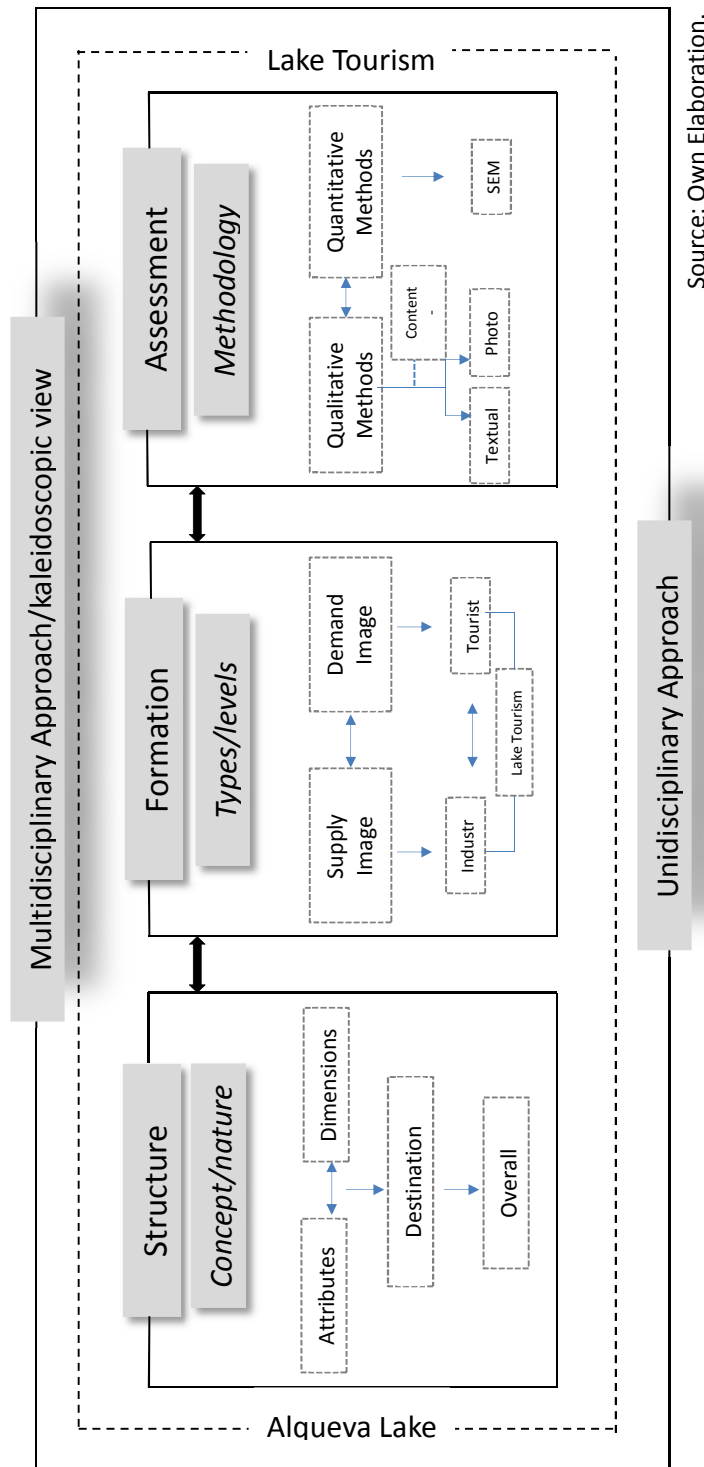 Multidisciplinary Approach/kaleidoscopic view
Alqueva Lake
Lake Tourism
Structure
Concept/nature
Attributes
Dimensions
Destination
Overall
Formation
Types/levels
Supply
Image
Demand
Image
Industr
Tourist
Lake Tourism
Assessment
Methodology
Qualitative
Methods
Quantitative
Methods
Content
Textual
Photo
SEM
Unidisciplinary Approach
Source: Own Elaboration.